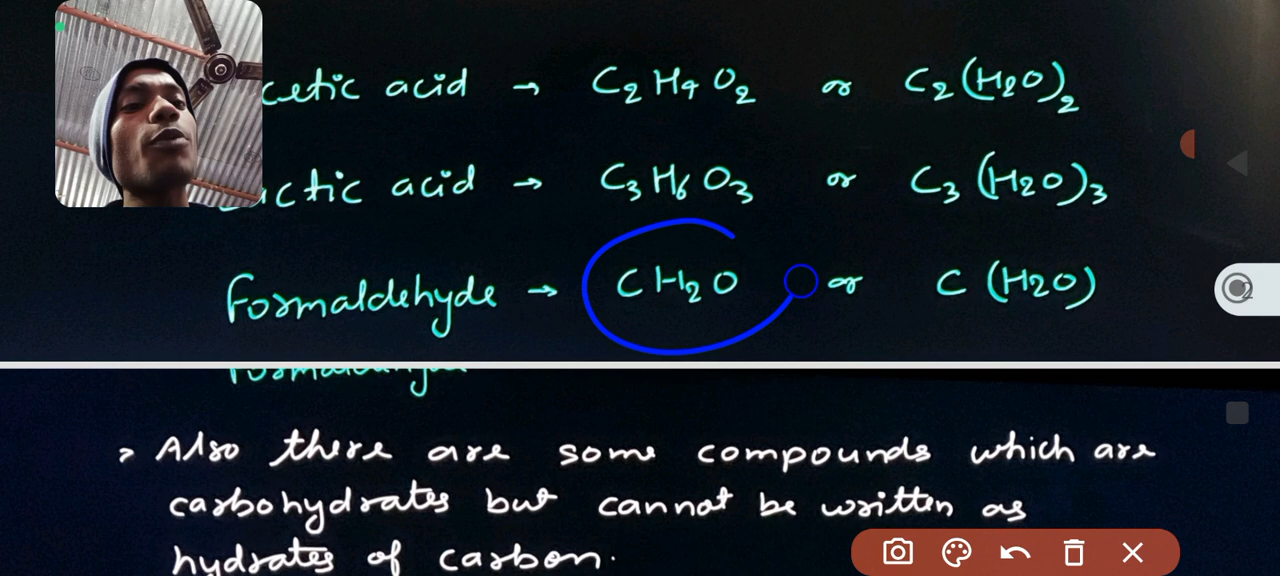 cetic acid → C₂H₄O₂ or C₂(H₂O)₂
ctic acid → C₃H₆O₃ or C₃(H₂O)₃
Formaldehyde → CH₂O or C(H₂O)
> Also there are some compounds which are
carbohydrates but cannot be written as
hydrates of carbon.